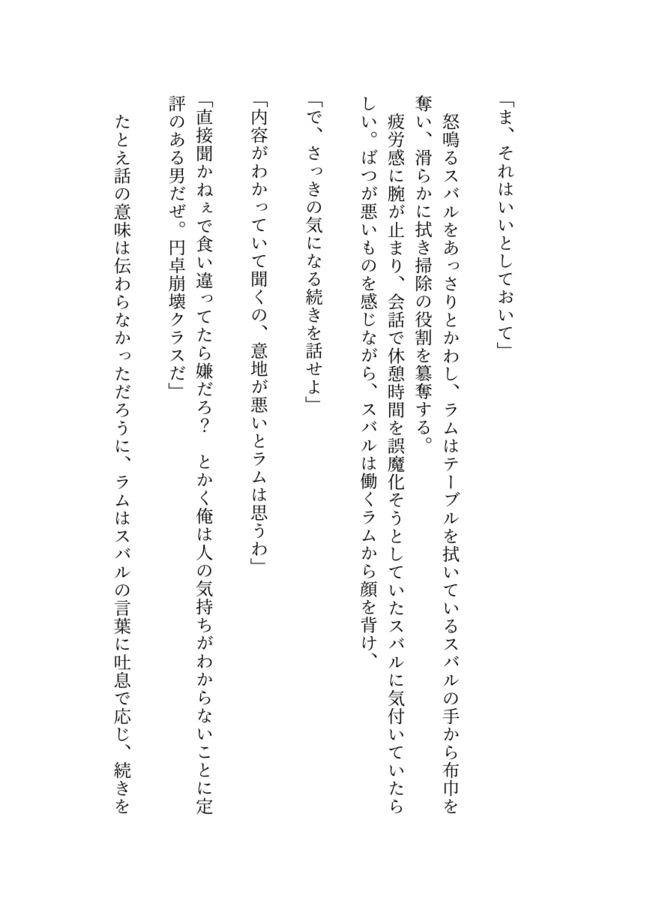 「ま、それはいいとしておいて」
　怒鳴るスバルをあっさりとかわし、ラムはテーブルを拭いているスバルの手から布巾を
奪い、滑らかに拭き掃除の役割を簒奪する。
　疲労感に腕が止まり、会話で休憩時間を誤魔化そうとしていたスバルに気付いていたら
しい。ばつが悪いものを感じながら、スバルは働くラムから顔を背け、
「で、さっきの気になる続きを話せよ」
「内容がわかっていて聞くの、意地が悪いとラムは思うわ」
「直接聞かねぇで食い違ってたら嫌だろ？　とかく俺は人の気持ちがわからないことに定
評のある男だぜ。円卓崩壊クラスだ」
　たとえ話の意味は伝わらなかっただろうに、ラムはスバルの言葉に吐息で応じ、続きを